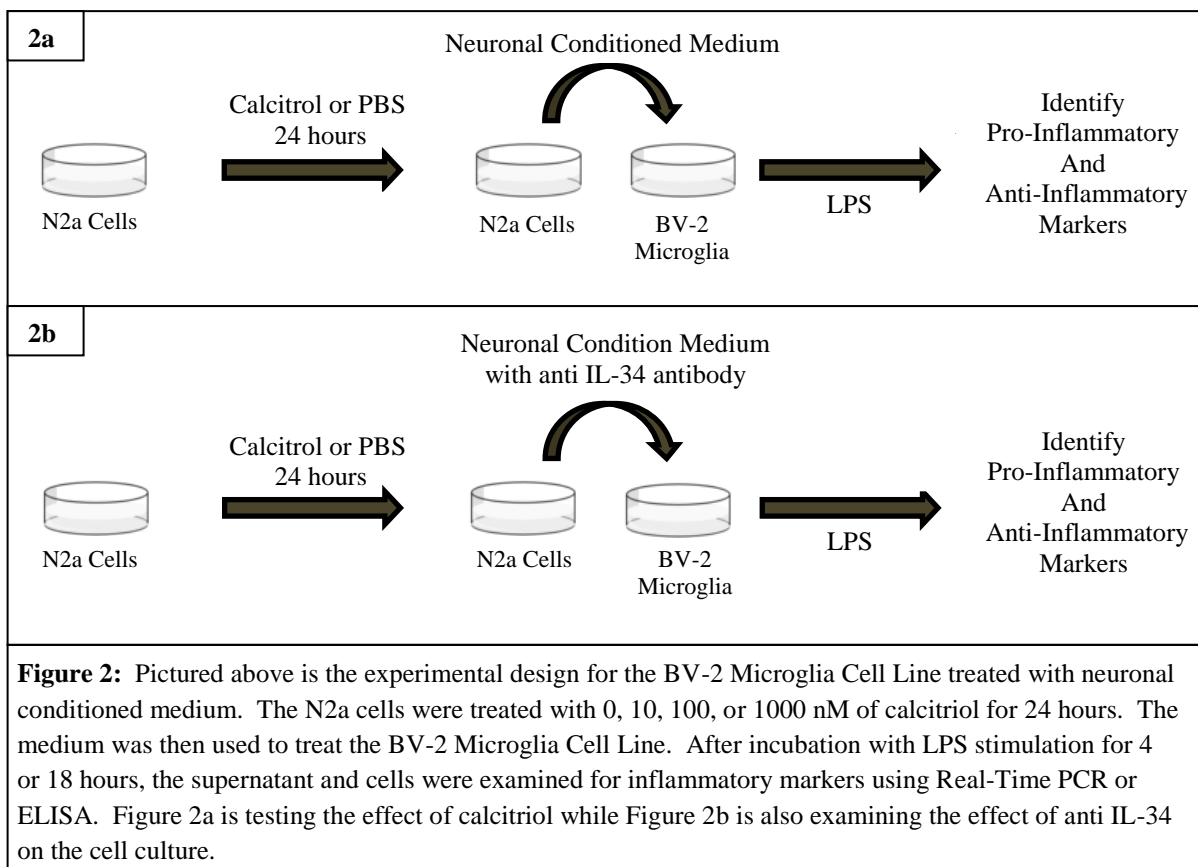 2a
Neuronal Conditioned Medium
Calcitrol or PBS
24 hours
N2a Cells
N2a Cells
BV-2
Microglia
LPS
Identify
Pro-Inflammatory
And
Anti-Inflammatory
Markers
2b
Neuronal Condition Medium
with anti IL-34 antibody
Calcitrol or PBS
24 hours
N2a Cells
N2a Cells
BV-2
Microglia
LPS
Identify
Pro-Inflammatory
And
Anti-Inflammatory
Markers
Figure 2: Pictured above is the experimental design for the BV-2 Microglia Cell Line treated with neuronal
conditioned medium. The N2a cells were treated with 0, 10, 100, or 1000 nM of calcitriol for 24 hours. The
medium was then used to treat the BV-2 Microglia Cell Line. After incubation with LPS stimulation for 4
or 18 hours, the supernatant and cells were examined for inflammatory markers using Real-Time PCR or
ELISA. Figure 2a is testing the effect of calcitriol while Figure 2b is also examining the effect of anti IL-34
on the cell culture.